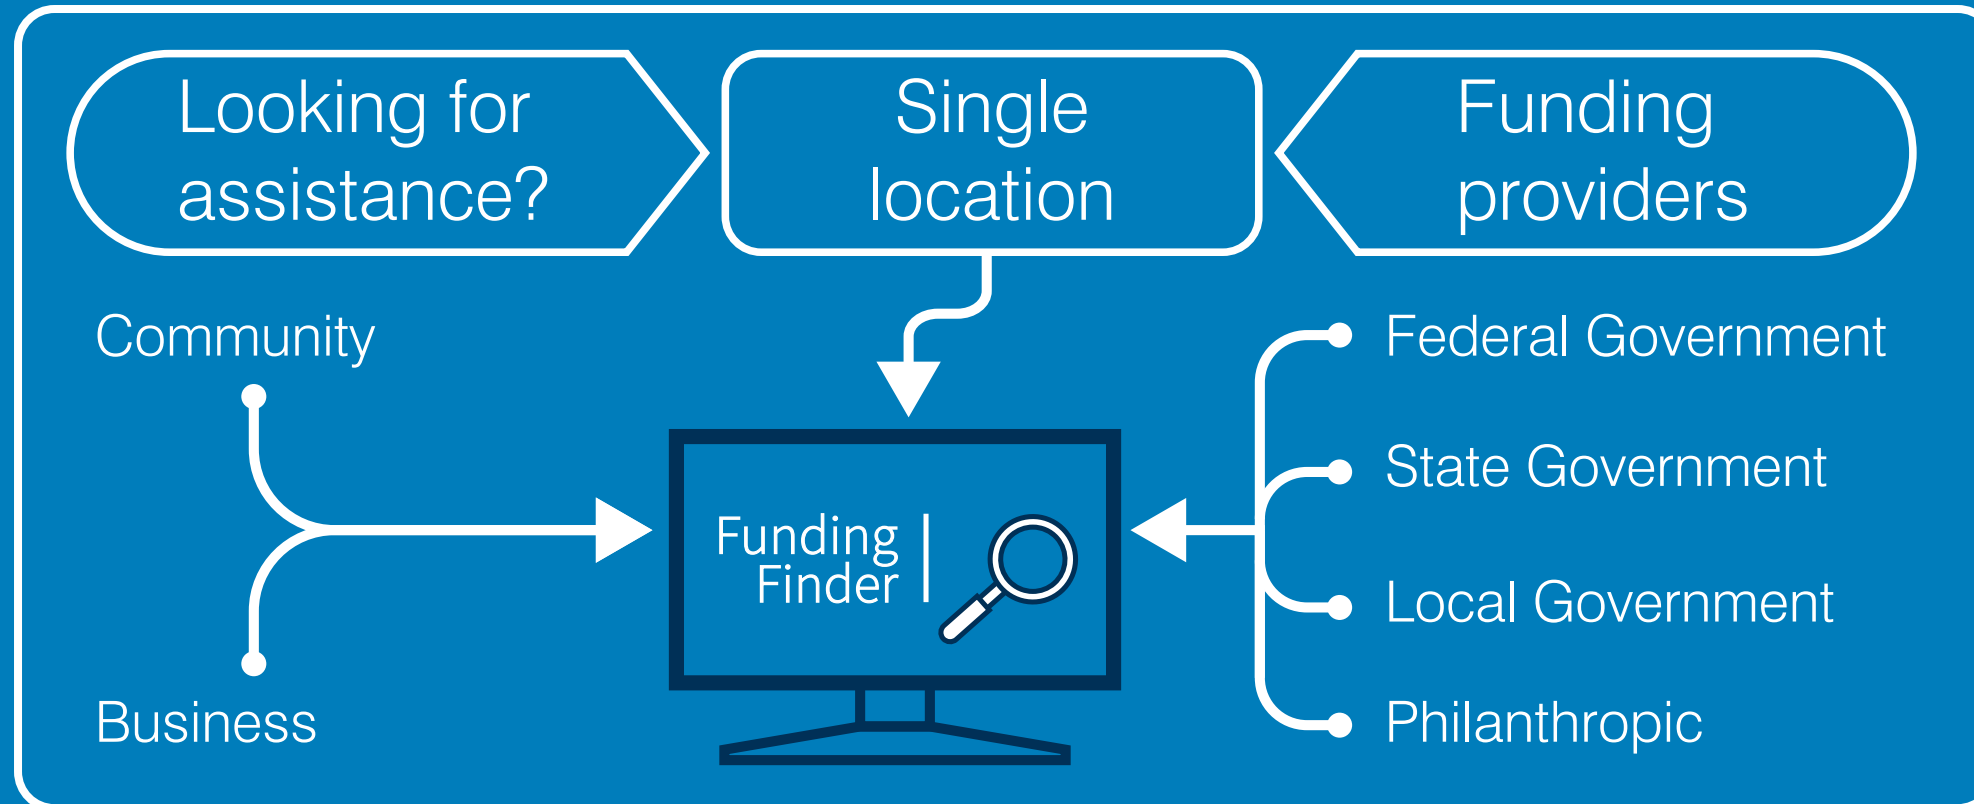 Looking for
assistance?
Single
location
Funding
providers
Community
Business
Funding
Finder
Federal Government
State Government
Local Government
Philanthropic